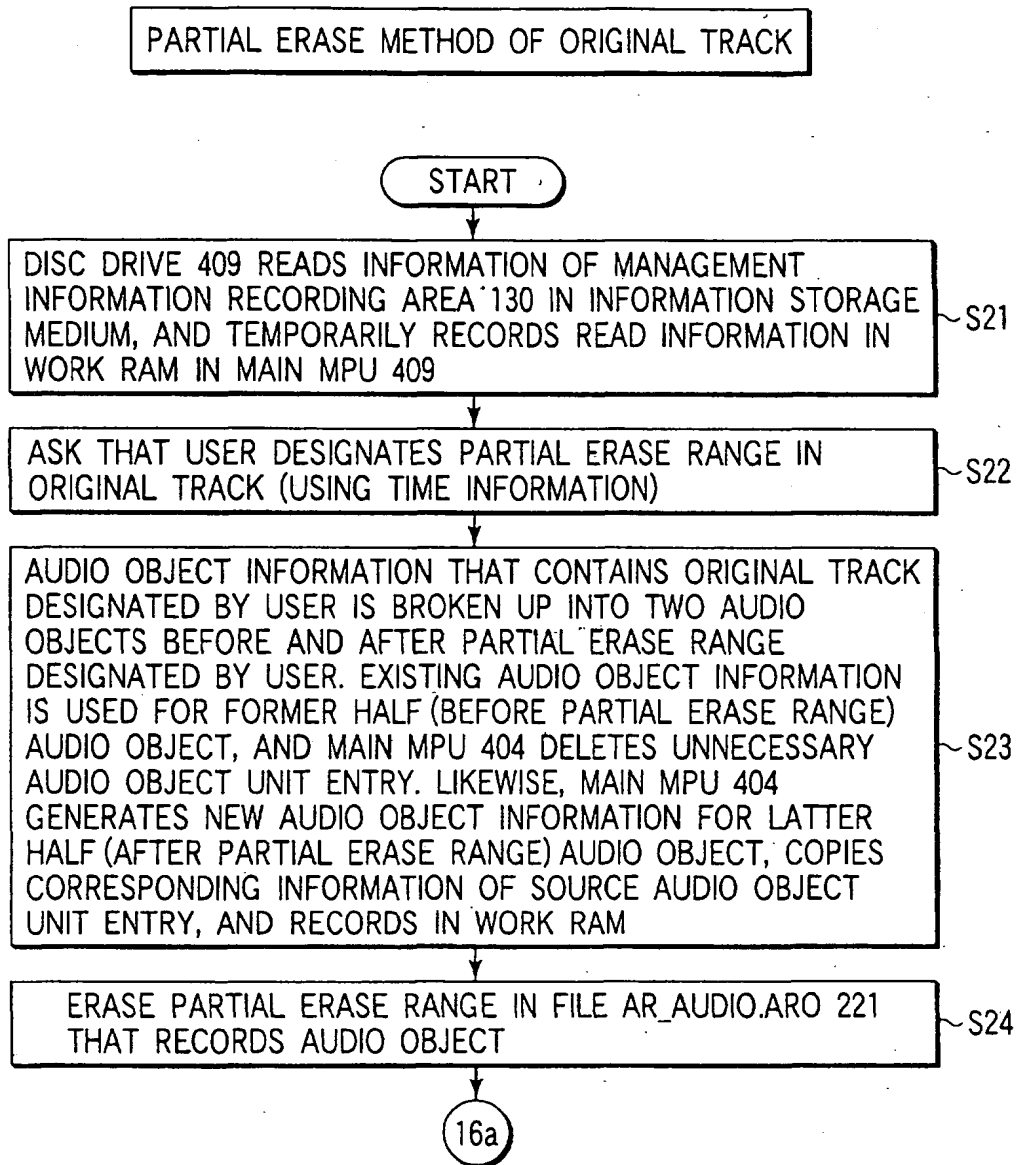 PARTIAL ERASE METHOD OF ORIGINAL TRACK
START
DISC DRIVE 409 READS INFORMATION OF MANAGEMENT
INFORMATION RECORDING AREA 130 IN INFORMATION STORAGE
MEDIUM, AND TEMPORARILY RECORDS READ INFORMATION IN
WORK RAM IN MAIN MPU 409
S21
ASK THAT USER DESIGNATES PARTIAL ERASE RANGE IN
ORIGINAL TRACK (USING TIME INFORMATION)
S22
AUDIO OBJECT INFORMATION THAT CONTAINS ORIGINAL TRACK
DESIGNATED BY USER IS BROKEN UP INTO TWO AUDIO
OBJECTS BEFORE AND AFTER PARTIAL ERASE RANGE
DESIGNATED BY USER. EXISTING AUDIO OBJECT INFORMATION
IS USED FOR FORMER HALF (BEFORE PARTIAL ERASE RANGE)
AUDIO OBJECT, AND MAIN MPU 404 DELETES UNNECESSARY
AUDIO OBJECT UNIT ENTRY. LIKEWISE, MAIN MPU 404
GENERATES NEW AUDIO OBJECT INFORMATION FOR LATTER
HALF (AFTER PARTIAL ERASE RANGE) AUDIO OBJECT, COPIES
CORRESPONDING INFORMATION OF SOURCE AUDIO OBJECT
UNIT ENTRY, AND RECORDS IN WORK RAM
S23
ERASE PARTIAL ERASE RANGE IN FILE AR_AUDIO.ARO 221
THAT RECORDS AUDIO OBJECT
S24
16a